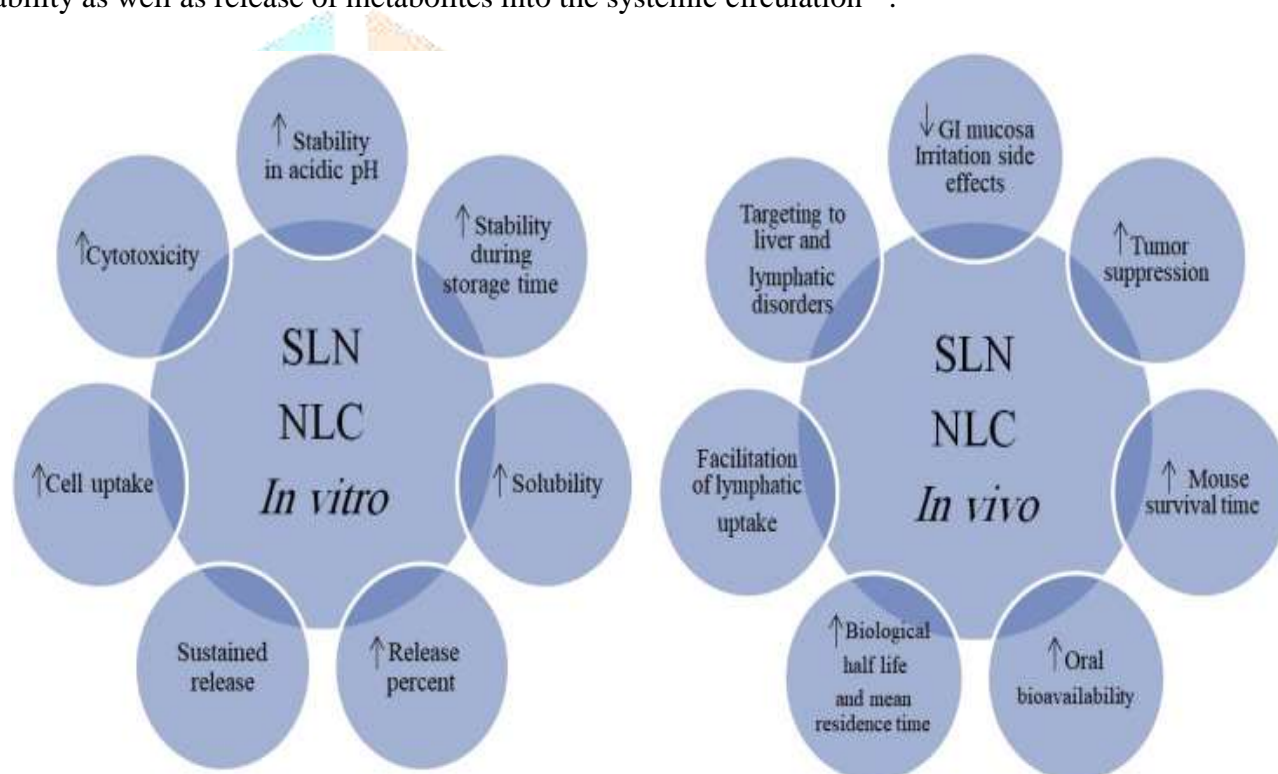 ability as well as release of metabolites into the systemic circulation
↑ Stability
in acidic pH
↑ Stability
during
storage time
↑ Solubility
↑ Release
percent
Sustained
release
↑Cell uptake
↑Cytotoxicity
SLN
NLC
In vitro
↓ GI mucosa
Irritation side
effects
↑ Tumor
suppression
↑ Mouse
survival time
↑ Oral
bioavailability
↑ Biological
half life
and mean
residence time
Facilitation
of lymphatic
uptake
Targeting to
liver and
lymphatic
disorders
SLN
NLC
In vivo